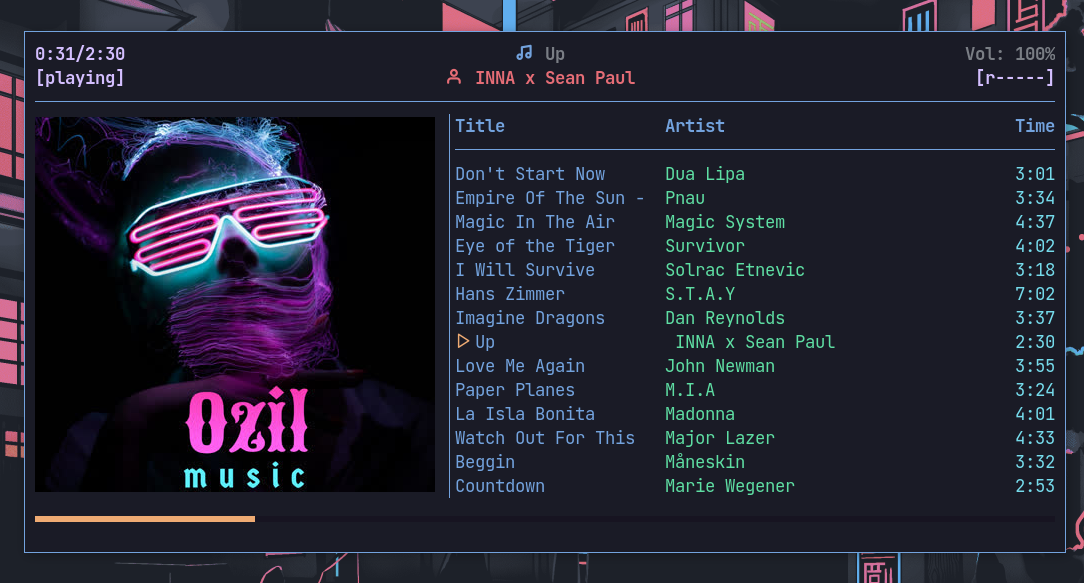 0:31/2:30 Up Vol: 100%
[playing] INNA x Sean Paul [r-----]
Title Artist Time
Don't Start Now Dua Lipa 3:01
Empire Of The Sun - Pnau 3:34
Magic In The Air Magic System 4:37
Eye of the Tiger Survivor 4:02
I Will Survive Solrac Etnevic 3:18
Hans Zimmer S.T.A.Y 7:02
Imagine Dragons Dan Reynolds 3:37
Up INNA x Sean Paul 2:30
Love Me Again John Newman 3:55
Paper Planes M.I.A 3:24
La Isla Bonita Madonna 4:01
Watch Out For This Major Lazer 4:33
Beggin Måneskin 3:32
Countdown Marie Wegener 2:53
Ozil
music